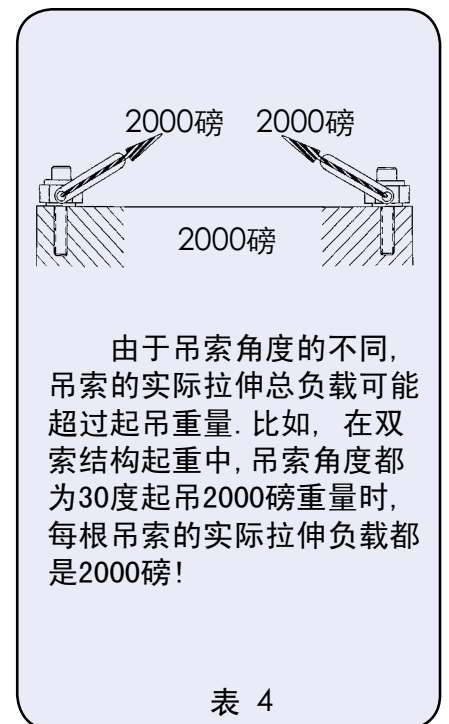 2000磅 2000磅
2000磅
由于吊索角度的不同,
吊索的实际拉伸总负载可能
超过起吊重量. 比如, 在双
索结构起重中, 吊索角度都
为30度起吊2000磅重量时,
每根吊索的实际拉伸负载都
是2000磅!
表 4